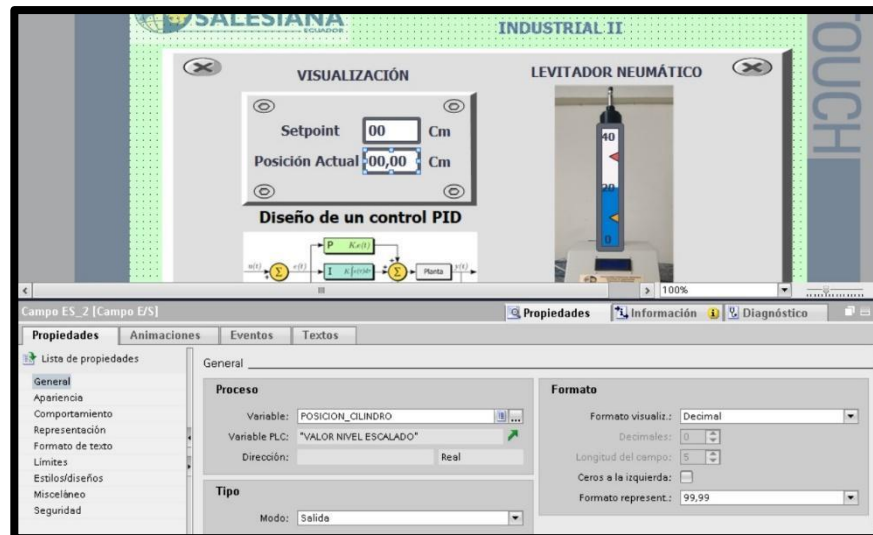 SALESIANA
ECUADOR
INDUSTRIAL II
TOUCH
VISUALIZACIÓN
LEVITADOR NEUMÁTICO
Setpoint 00 Cm
Posición Actual 00,00 Cm
40
20
0
Diseño de un control PID
P
I
Planta
100%
Campo ES_2 [Campo E/S]
Propiedades Información Diagnóstico
Propiedades Animaciones Eventos Textos
Lista de propiedades
General
Apariencia
Comportamiento
Representación
Formato de texto
Límites
Estilos/diseños
Misceláneo
Seguridad
General
Proceso
Variable: POSICION_CILINDRO
Variable PLC: "VALOR NIVEL ESCALADO"
Dirección: Real
Tipo
Modo: Salida
Formato
Formato visualiz.: Decimal
Decimales: 0
Longitud del campo: 5
Ceros a la izquierda:
Formato represent.: 99,99